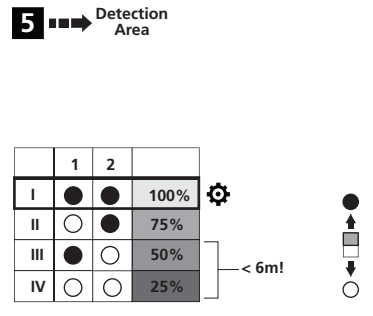 5 Detection
Area
1 2
I 100%
II 75%
III 50%
< 6m!
IV 25%